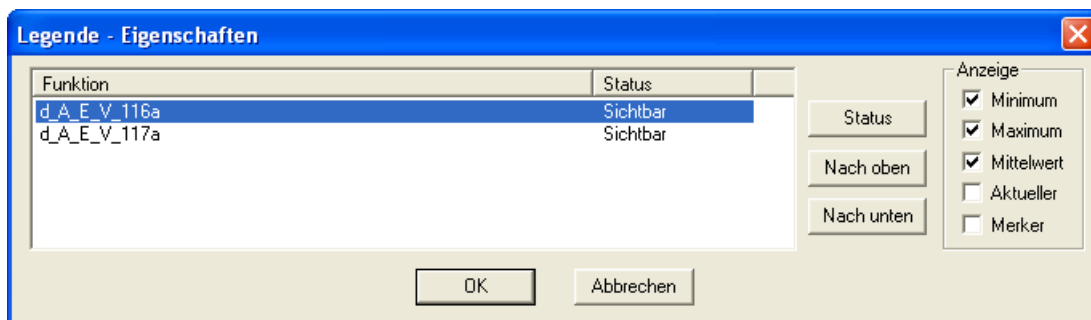 Legende - Eigenschaften
Funktion Status
d_A_E_V_116a Sichtbar
d_A_E_V_117a Sichtbar
Status
Nach oben
Nach unten
Anzeige
Minimum
Maximum
Mittelwert
Aktueller
Merker
OK Abbrechen